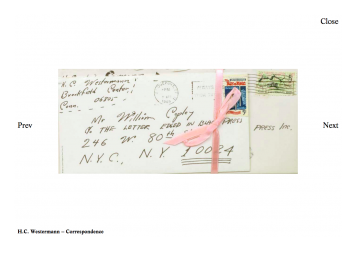 Close
H.C. Westermann!
Brookfield Center,!
Conn. 06805
Mr. William Copley
% THE LETTER EDGED IN BLACK PRESS
246 W. 80th
N.Y.C., N.Y. 10024
PRESS INC.
Prev
Next
H.C. Westermann – Correspondence